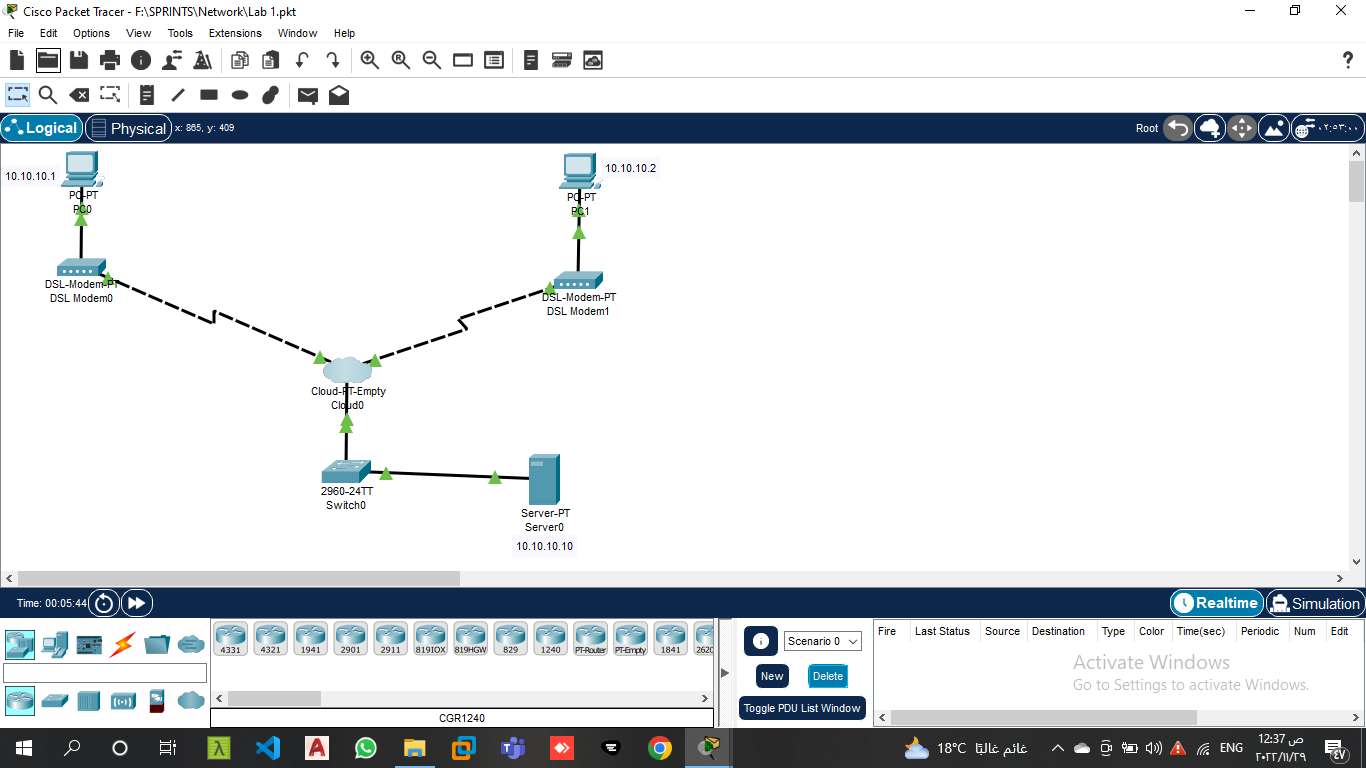 Cisco Packet Tracer - F:\SPRINTS\Network\Lab 1.pkt
File Edit Options View Tools Extensions Window Help
Logical Physical x: 865, y: 409 Root ٠٢:٥٣:٠٠
10.10.10.1
PC-PT
PC0
10.10.10.2
PC-PT
PC1
DSL-Modem-PT
DSL Modem0
DSL-Modem-PT
DSL Modem1
Cloud-PT-Empty
Cloud0
2960-24TT
Switch0
Server-PT
Server0
10.10.10.10
Time: 00:05:44 Realtime Simulation
4331 4321 1941 2901 2911 819IOX 819HGW 829 1240 PT-Router PT-Empty 1841 2620
CGR1240
Scenario 0
New Delete
Toggle PDU List Window
Fire Last Status Source Destination Type Color Time(sec) Periodic Num Edit
Activate Windows
Go to Settings to activate Windows.
18°C غائم غالبًا ENG
12:37 ص
٢٠٢٢/١١/٢٩
٤٧